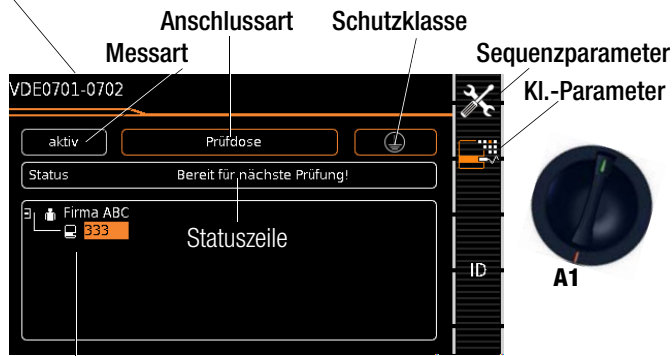 Anschlussart Schutzklasse
Messart Sequenzparameter
VDE0701-0702 Kl.-Parameter
aktiv Prüfdose
Status Bereit für nächste Prüfung!
Firma ABC
333 Statuszeile
ID A1